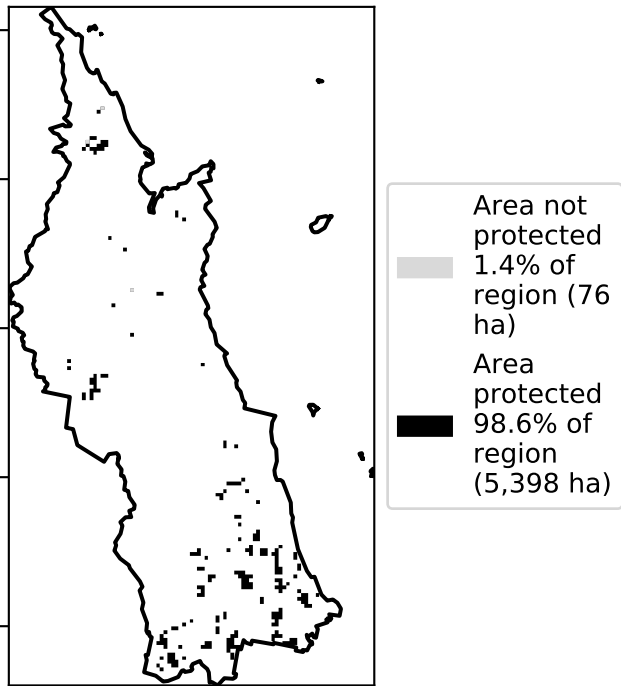 Area not
protected
1.4% of
region (76
ha)
Area
protected
98.6% of
region
(5,398 ha)